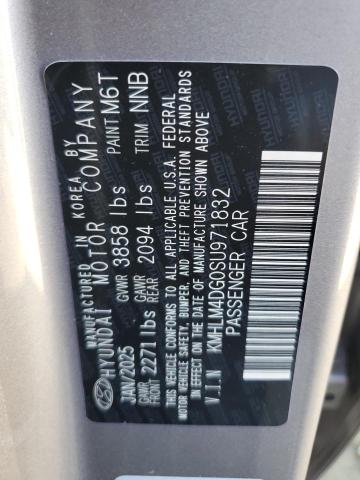 MANUFACTURED IN KOREA BY
HYUNDAI MOTOR COMPANY
JAN/2025 GVWR 3858 lbs PAINT M6T
GAWR FRONT 2271 lbs GAWR REAR 2094 lbs TRIM NNB
THIS VEHICLE CONFORMS TO ALL APPLICABLE U.S.A. FEDERAL
MOTOR VEHICLE SAFETY, BUMPER, AND THEFT PREVENTION STANDARDS
IN EFFECT ON THE DATE OF MANUFACTURE SHOWN ABOVE
V.I.N KMHLM4DG0SU971832
PASSENGER CAR